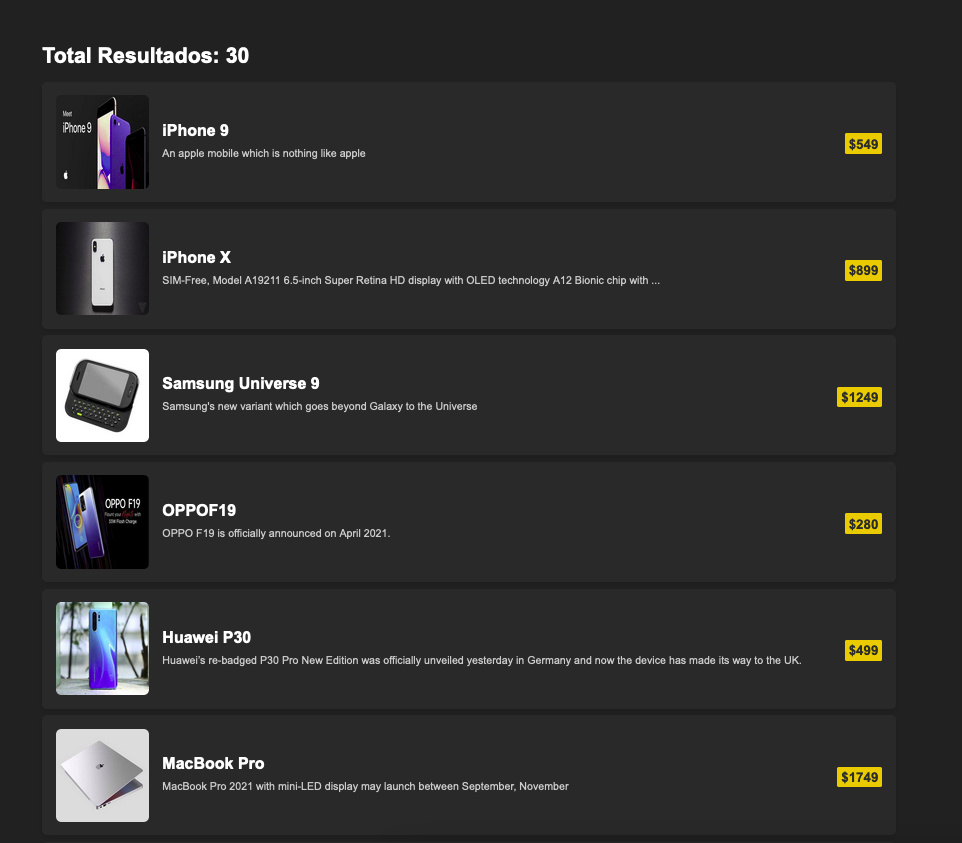 Total Resultados: 30
Meet
iPhone 9
iPhone 9
An apple mobile which is nothing like apple
$549
iPhone X
SIM-Free, Model A19211 6.5-inch Super Retina HD display with OLED technology A12 Bionic chip with ...
$899
Samsung Universe 9
Samsung's new variant which goes beyond Galaxy to the Universe
$1249
OPPO F19
OPPOF19
OPPO F19 is officially announced on April 2021.
$280
Huawei P30
Huawei's re-badged P30 Pro New Edition was officially unveiled yesterday in Germany and now the device has made its way to the UK.
$499
MacBook Pro
MacBook Pro 2021 with mini-LED display may launch between September, November
$1749